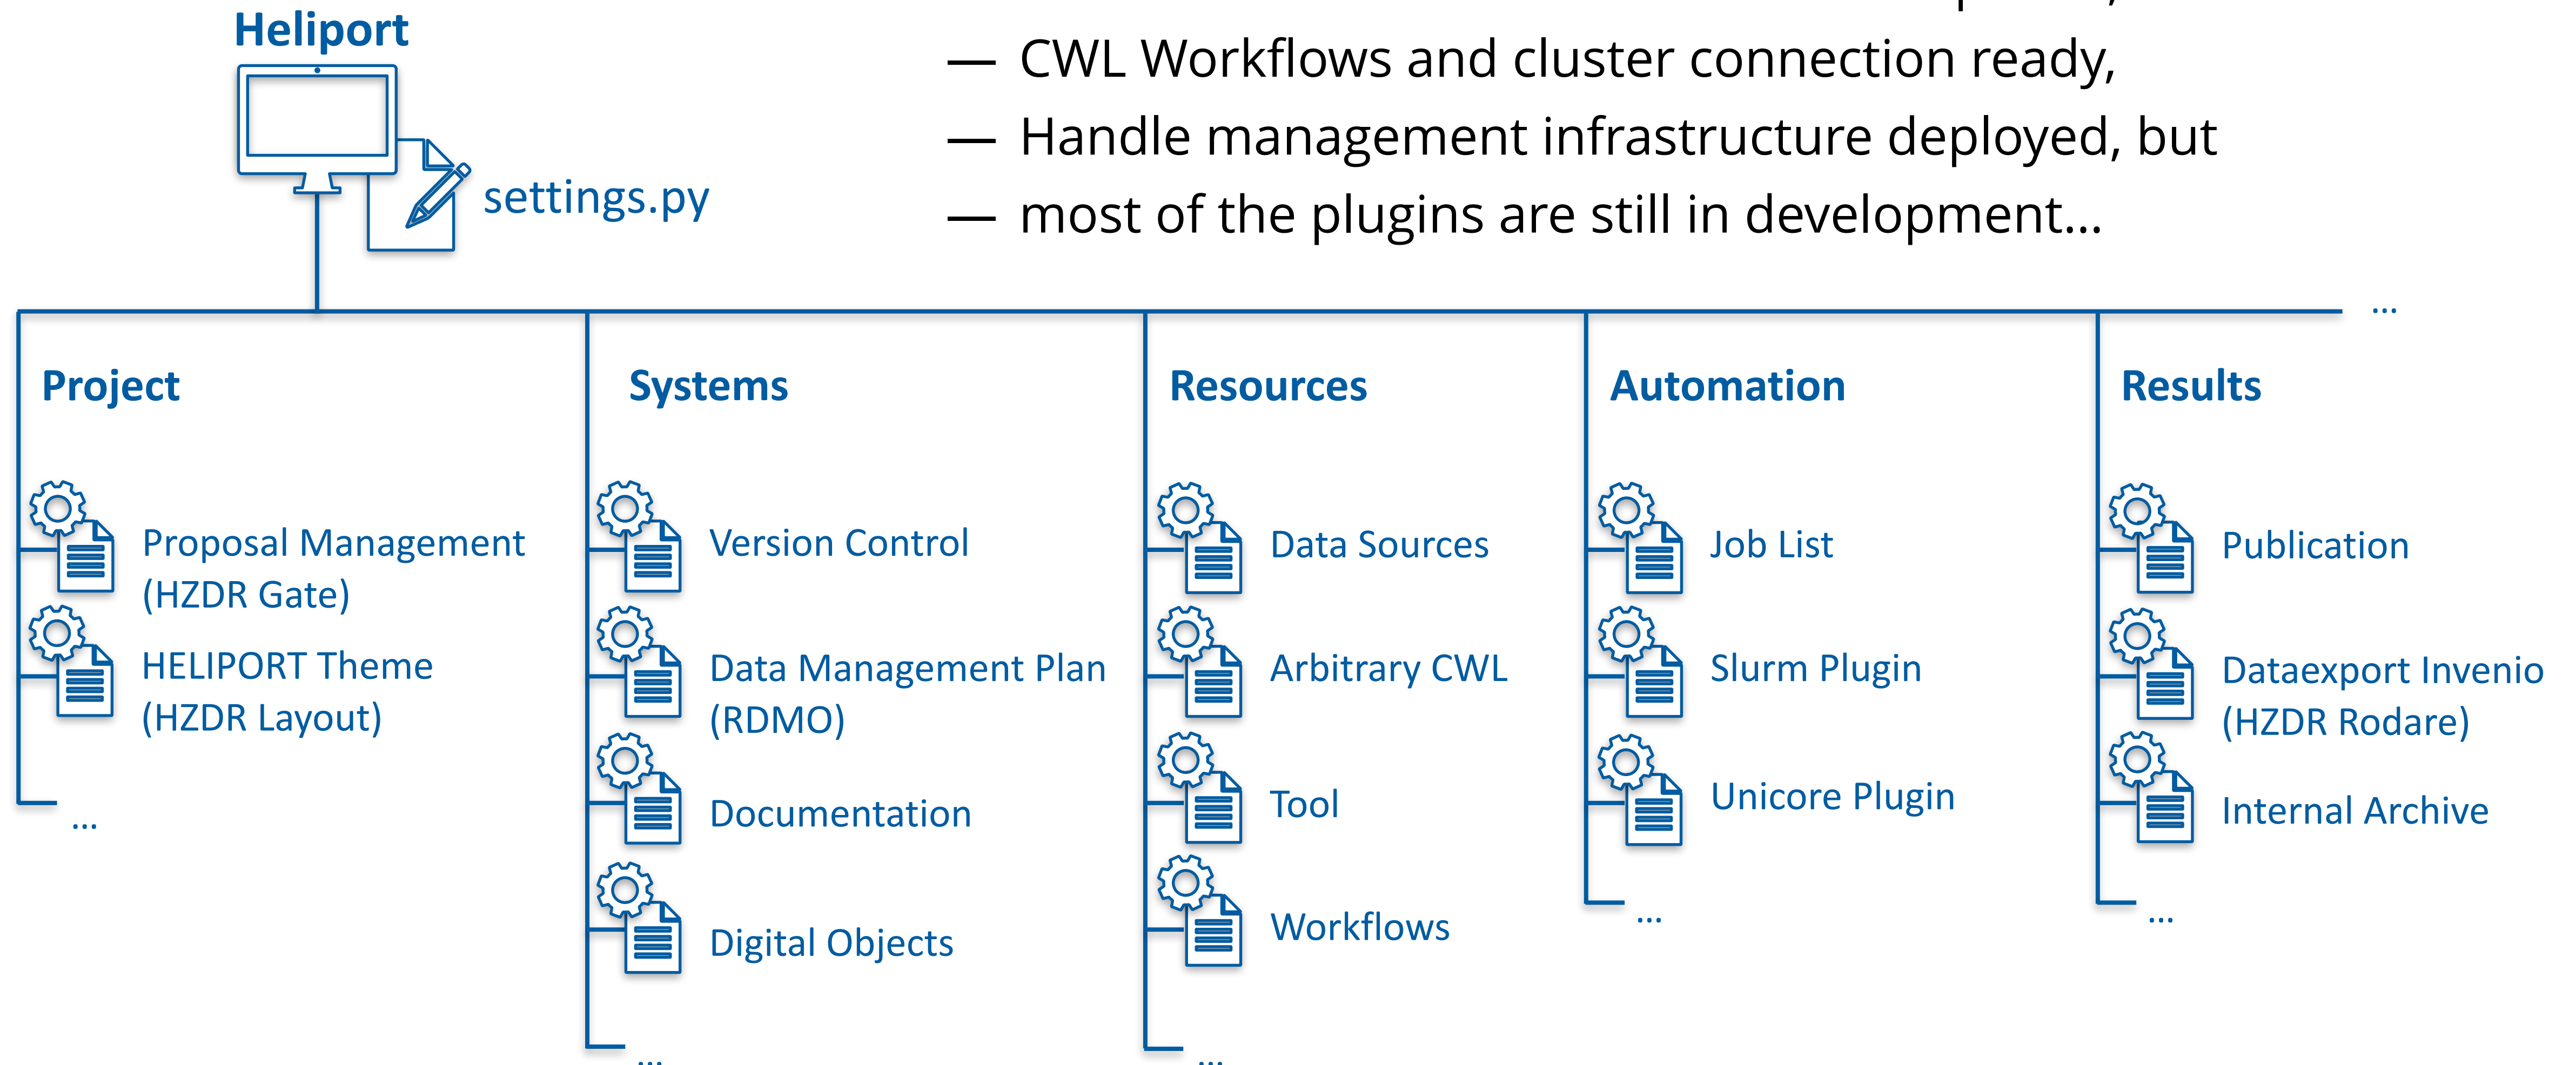 Heliport
settings.py
— CWL Workflows and cluster connection ready,
— Handle management infrastructure deployed, but
— most of the plugins are still in development...
...
Project
Proposal Management
(HZDR Gate)
HELIPORT Theme
(HZDR Layout)
...
Systems
Version Control
Data Management Plan
(RDMO)
Documentation
Digital Objects
...
Resources
Data Sources
Arbitrary CWL
Tool
Workflows
...
Automation
Job List
Slurm Plugin
Unicore Plugin
...
Results
Publication
Dataexport Invenio
(HZDR Rodare)
Internal Archive
...